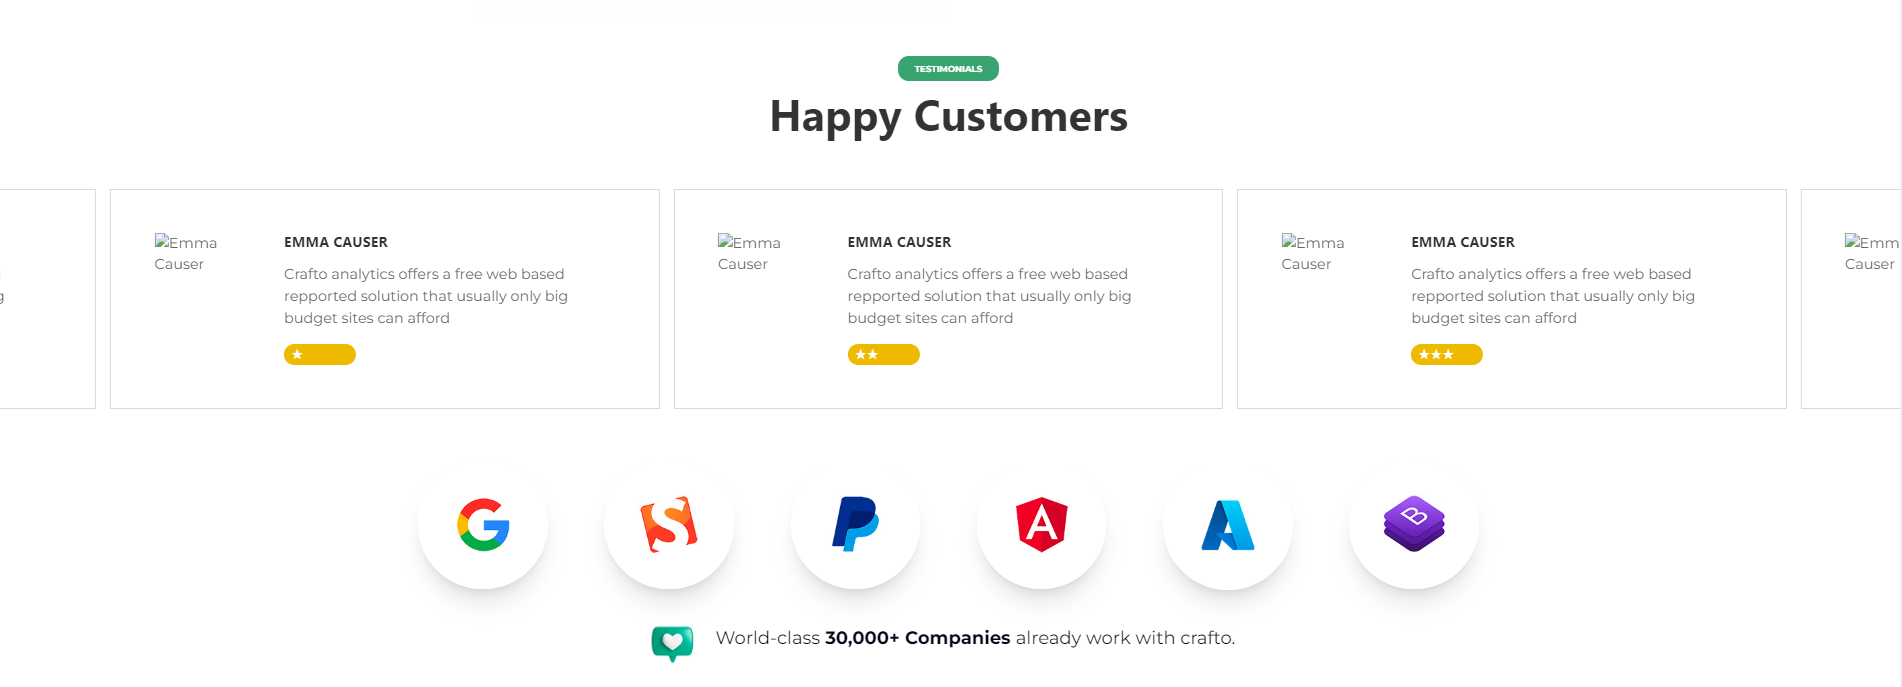 TESTIMONIALS
Happy Customers
g
Emma
Causer
EMMA CAUSER
Crafto analytics offers a free web based
repported solution that usually only big
budget sites can afford
Emma
Causer
EMMA CAUSER
Crafto analytics offers a free web based
repported solution that usually only big
budget sites can afford
Emma
Causer
EMMA CAUSER
Crafto analytics offers a free web based
repported solution that usually only big
budget sites can afford
Emm
Causer
World-class 30,000+ Companies already work with crafto.